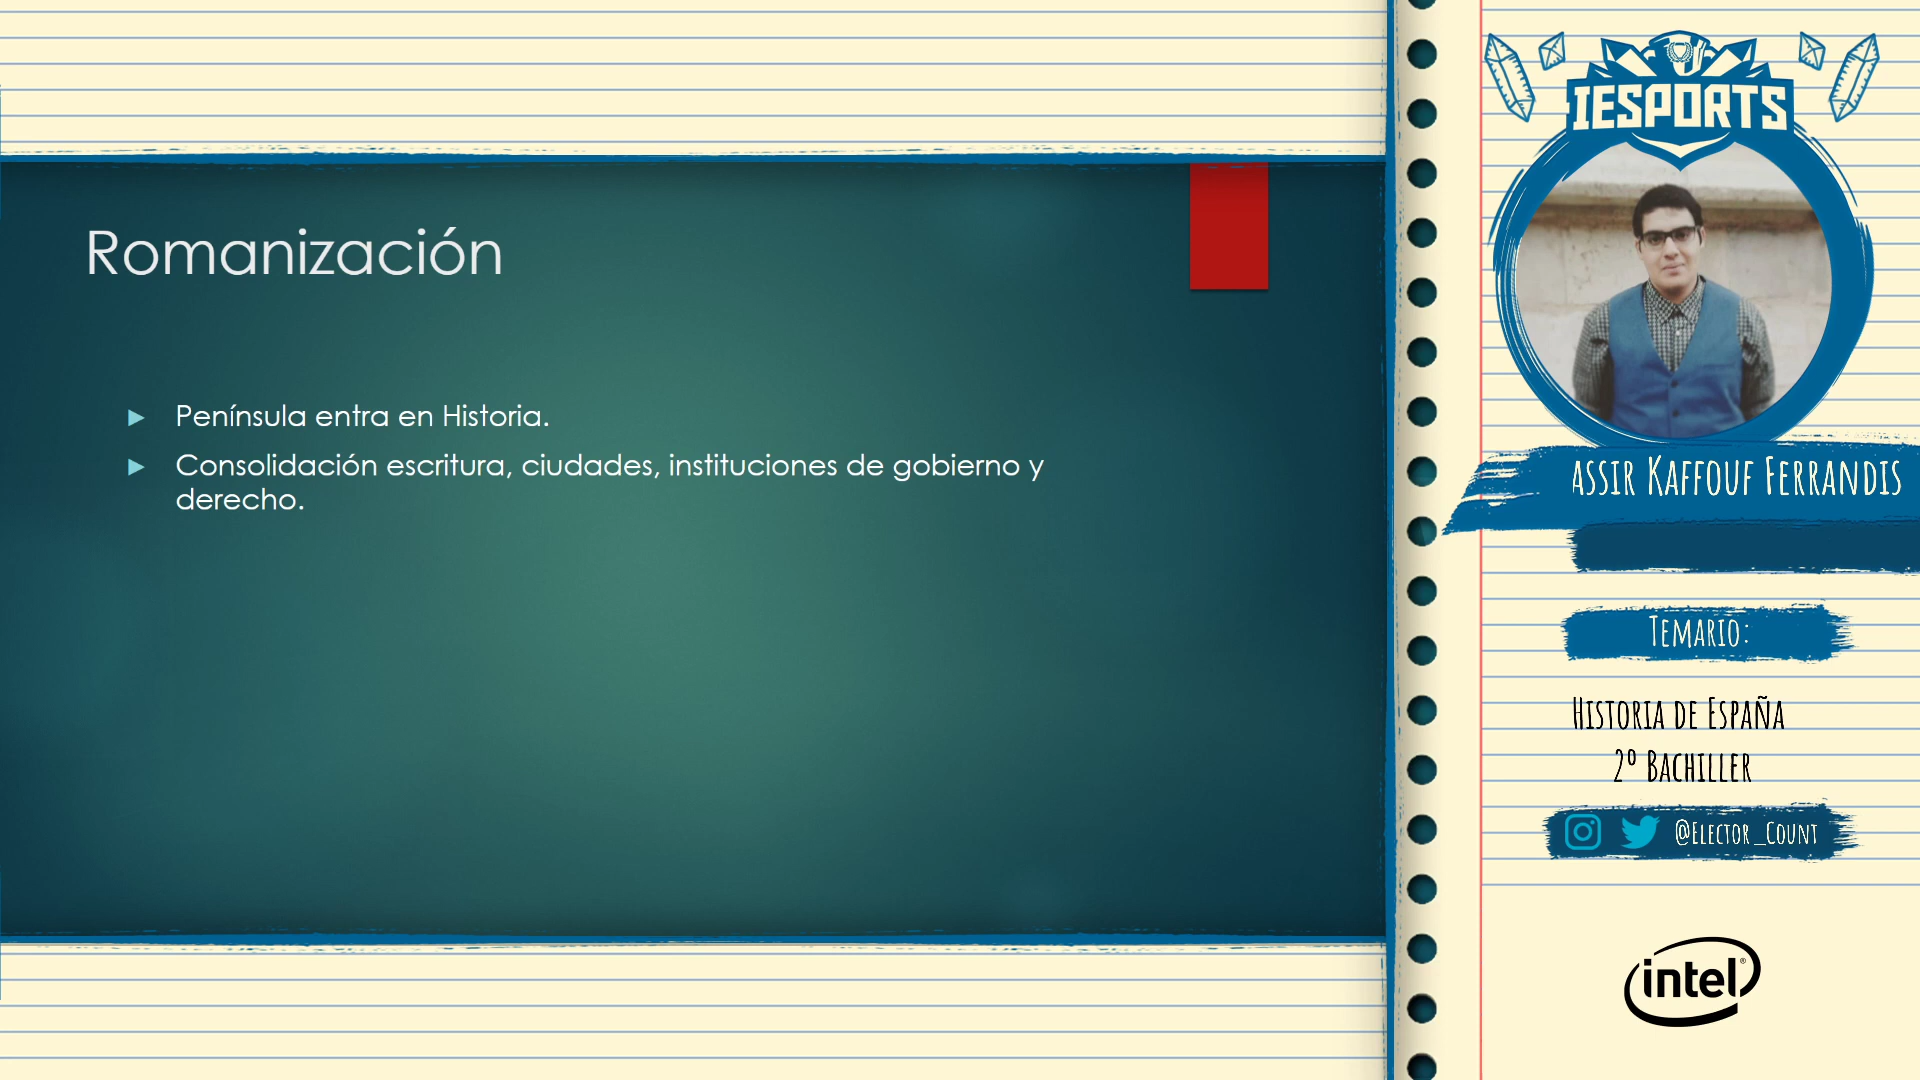 Romanización
Península entra en Historia.
Consolidación escritura, ciudades, instituciones de gobierno y
derecho.
IESPORTS
ASSIR KAFFOUF FERRANDIS
TEMARIO:
HISTORIA DE ESPAÑA
2º BACHILLER
@ELECTOR_COUNT
intel®